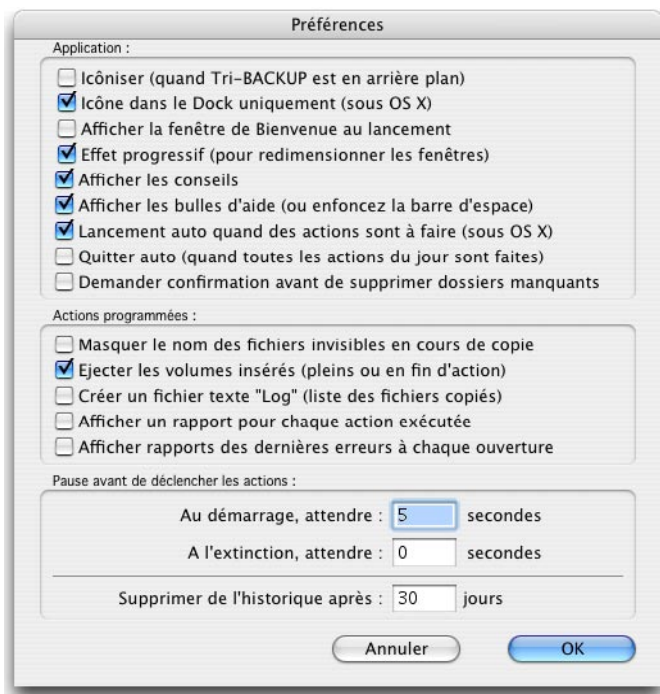 Préférences
Application :
Icôniser (quand Tri-BACKUP est en arrière plan)
Icône dans le Dock uniquement (sous OS X)
Afficher la fenêtre de Bienvenue au lancement
Effet progressif (pour redimensionner les fenêtres)
Afficher les conseils
Afficher les bulles d'aide (ou enfoncez la barre d'espace)
Lancement auto quand des actions sont à faire (sous OS X)
Quitter auto (quand toutes les actions du jour sont faites)
Demander confirmation avant de supprimer dossiers manquants
Actions programmées :
Masquer le nom des fichiers invisibles en cours de copie
Ejecter les volumes insérés (pleins ou en fin d'action)
Créer un fichier texte "Log" (liste des fichiers copiés)
Afficher un rapport pour chaque action exécutée
Afficher rapports des dernières erreurs à chaque ouverture
Pause avant de déclencher les actions :
Au démarrage, attendre : 5 secondes
A l'extinction, attendre : 0 secondes
Supprimer de l'historique après : 30 jours
Annuler OK